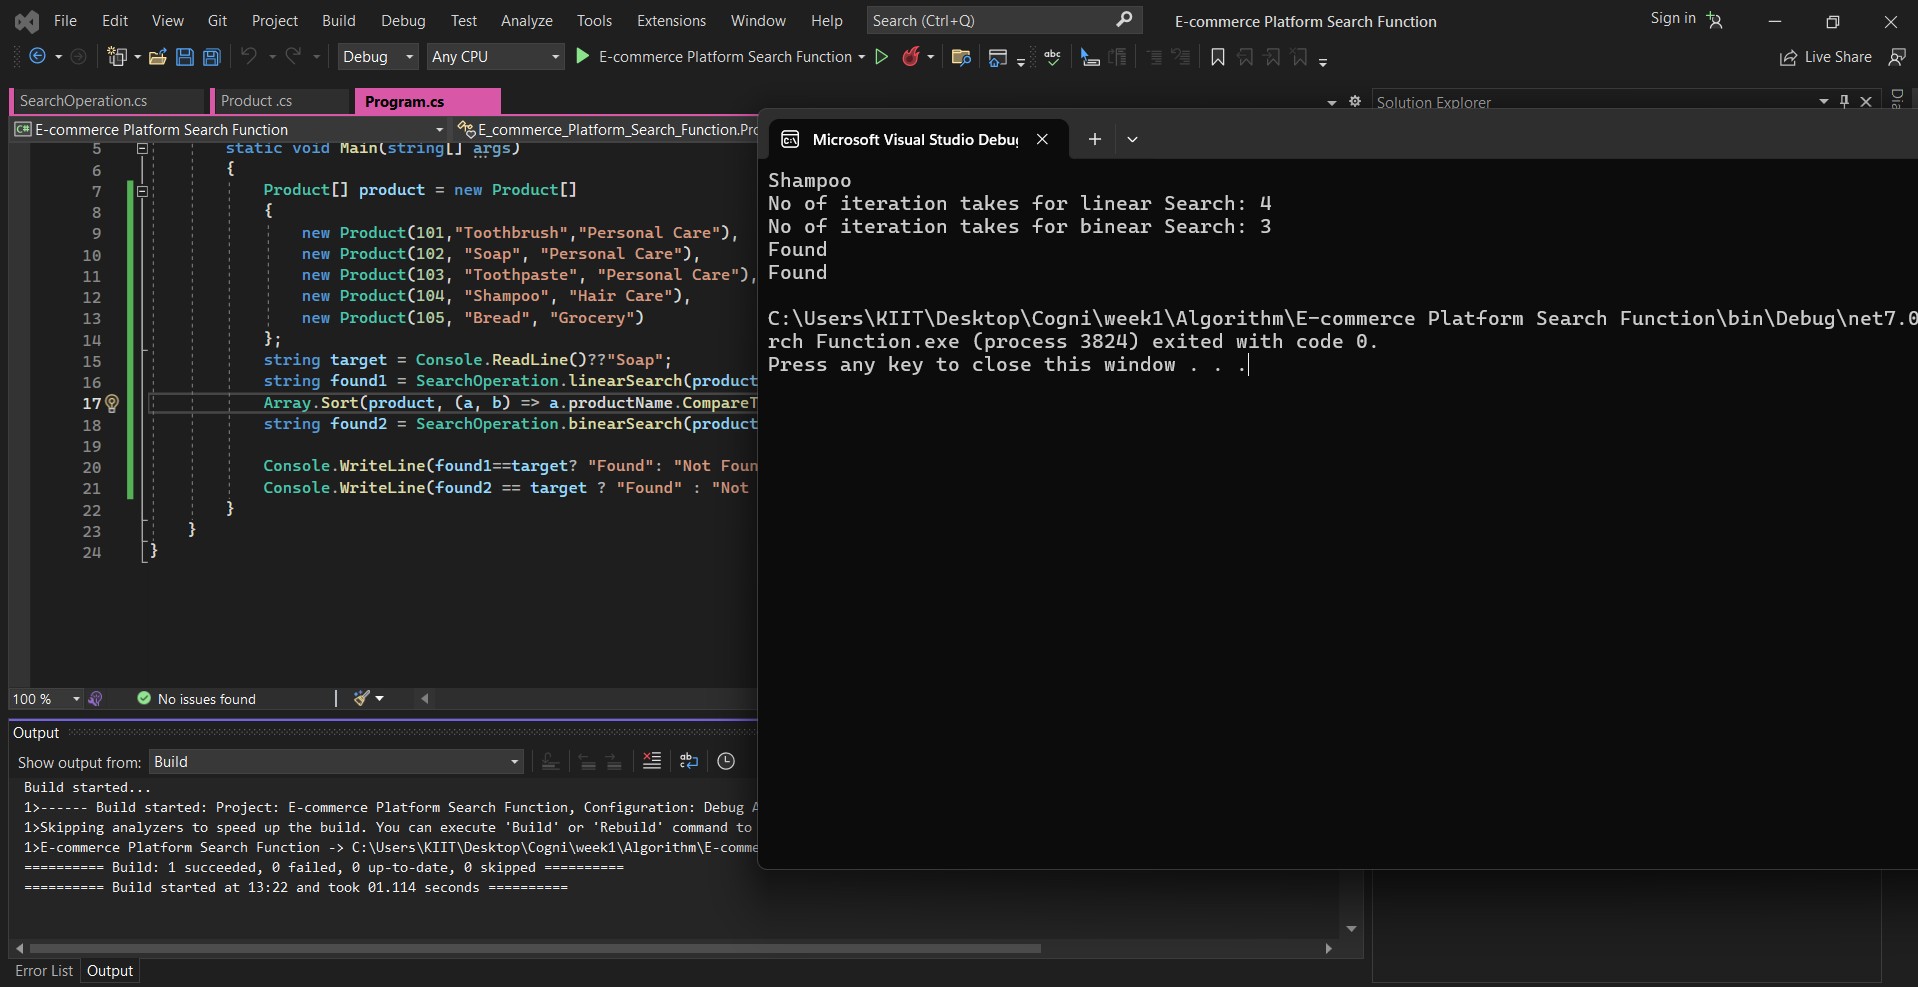 File Edit View Git Project Build Debug Test Analyze Tools Extensions Window Help Search (Ctrl+Q) E-commerce Platform Search Function Sign in
Debug Any CPU E-commerce Platform Search Function Live Share
SearchOperation.cs Product .cs Program.cs Solution Explorer
E-commerce Platform Search Function E_commerce_Platform_Search_Function.Pro
5 static void Main(string[] args)
6 {
7 Product[] product = new Product[]
8 {
9 new Product(101,"Toothbrush","Personal Care"),
10 new Product(102, "Soap", "Personal Care"),
11 new Product(103, "Toothpaste", "Personal Care"),
12 new Product(104, "Shampoo", "Hair Care"),
13 new Product(105, "Bread", "Grocery")
14 };
15 string target = Console.ReadLine()??"Soap";
16 string found1 = SearchOperation.linearSearch(product
17 Array.Sort(product, (a, b) => a.productName.CompareT
18 string found2 = SearchOperation.binearSearch(product
19
20 Console.WriteLine(found1==target? "Found": "Not Foun
21 Console.WriteLine(found2 == target ? "Found" : "Not
22 }
23 }
24 }
Microsoft Visual Studio Debug
Shampoo
No of iteration takes for linear Search: 4
No of iteration takes for binear Search: 3
Found
Found
C:\Users\KIIT\Desktop\Cogni\week1\Algorithm\E-commerce Platform Search Function\bin\Debug\net7.0
rch Function.exe (process 3824) exited with code 0.
Press any key to close this window . . .
100 % No issues found
Output
Show output from: Build
Build started...
1>------ Build started: Project: E-commerce Platform Search Function, Configuration: Debug A
1>Skipping analyzers to speed up the build. You can execute 'Build' or 'Rebuild' command to
1>E-commerce Platform Search Function -> C:\Users\KIIT\Desktop\Cogni\week1\Algorithm\E-comme
========== Build: 1 succeeded, 0 failed, 0 up-to-date, 0 skipped ==========
========== Build started at 13:22 and took 01.114 seconds ==========
Error List Output